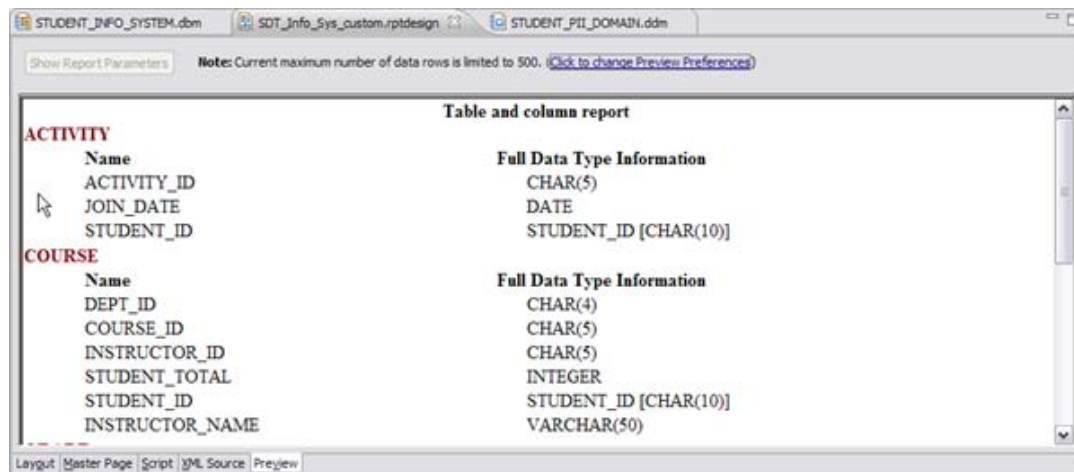 STUDENT_INFO_SYSTEM.dbm SDT_Info_Sys_custom.rptdesign STUDENT_PII_DOMAIN.ddm
Show Report Parameters Note: Current maximum number of data rows is limited to 500. (Click to change Preview Preferences)
Table and column report
ACTIVITY
Name Full Data Type Information
ACTIVITY_ID CHAR(5)
JOIN_DATE DATE
STUDENT_ID STUDENT_ID [CHAR(10)]
COURSE
Name Full Data Type Information
DEPT_ID CHAR(4)
COURSE_ID CHAR(5)
INSTRUCTOR_ID CHAR(5)
STUDENT_TOTAL INTEGER
STUDENT_ID STUDENT_ID [CHAR(10)]
INSTRUCTOR_NAME VARCHAR(50)
Layout Master Page Script XML Source Preview